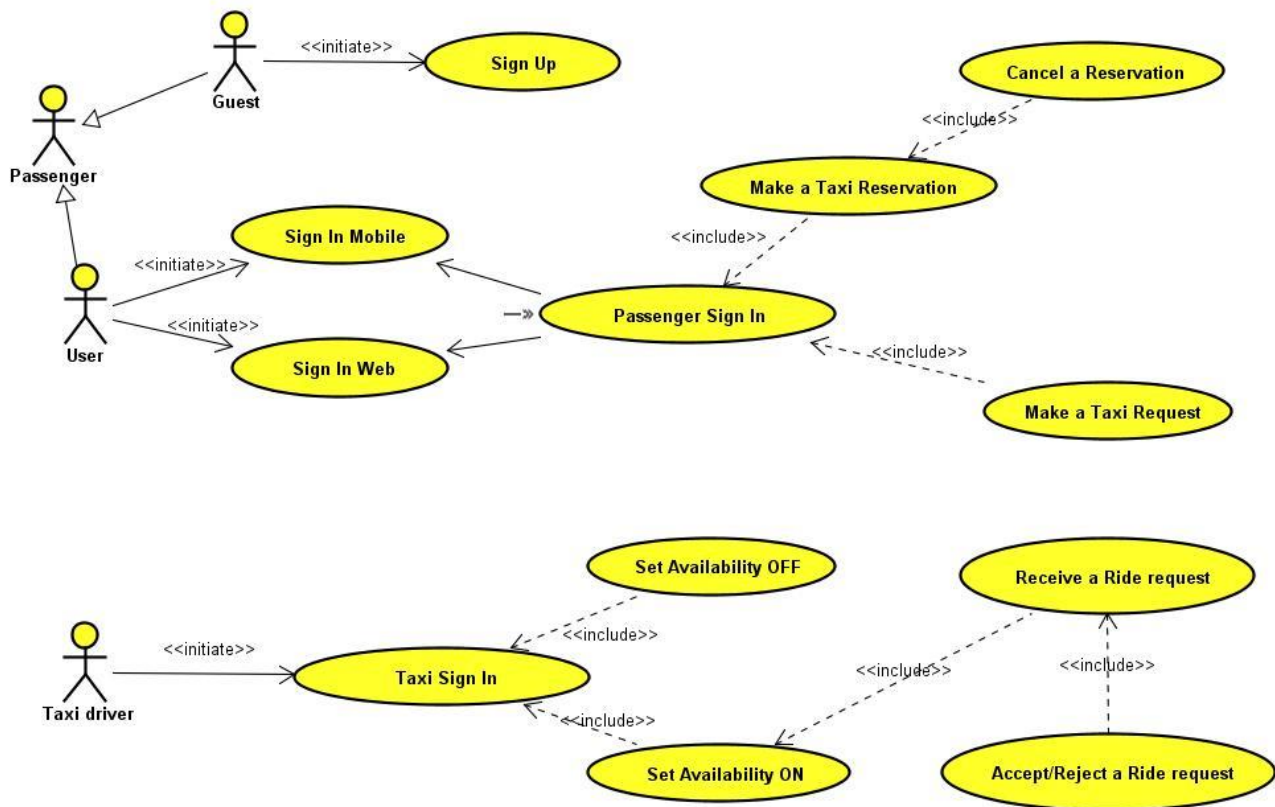 <<initiate>>
Sign Up
Guest
Cancel a Reservation
<<include>>
Passenger
Make a Taxi Reservation
Sign In Mobile
<<include>>
<<initiate>>
Passenger Sign In
<<initiate>>
User
Sign In Web
<<include>>
Make a Taxi Request
Set Availability OFF
Receive a Ride request
<<include>>
<<initiate>>
<<include>>
<<include>>
Taxi Sign In
Taxi driver
<<include>>
Set Availability ON
Accept/Reject a Ride request